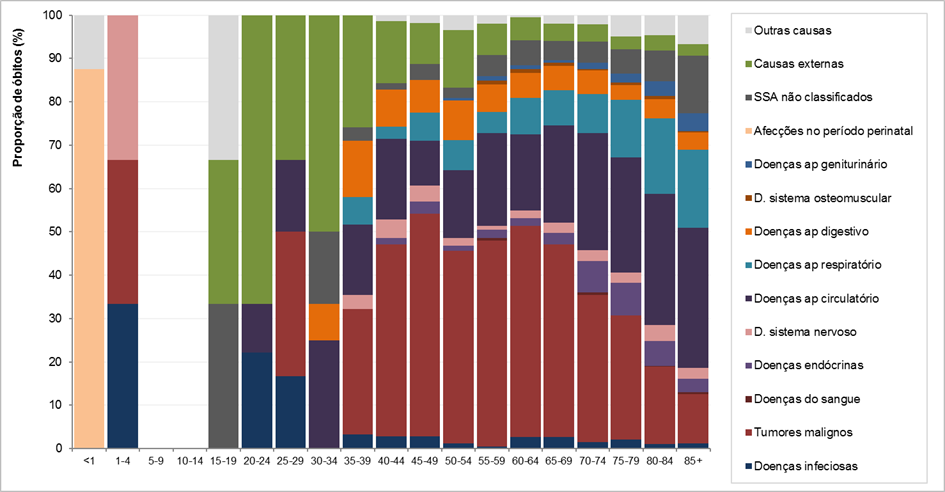 Proporção de óbitos (%)
100
90
80
70
60
50
40
30
20
10
0
<1 1-4 5-9 10-14 15-19 20-24 25-29 30-34 35-39 40-44 45-49 50-54 55-59 60-64 65-69 70-74 75-79 80-84 85+
Outras causas
Causas externas
SSA não classificados
Afecções no período perinatal
Doenças ap geniturinário
D. sistema osteomuscular
Doenças ap digestivo
Doenças ap respiratório
Doenças ap circulatório
D. sistema nervoso
Doenças endócrinas
Doenças do sangue
Tumores malignos
Doenças infeciosas